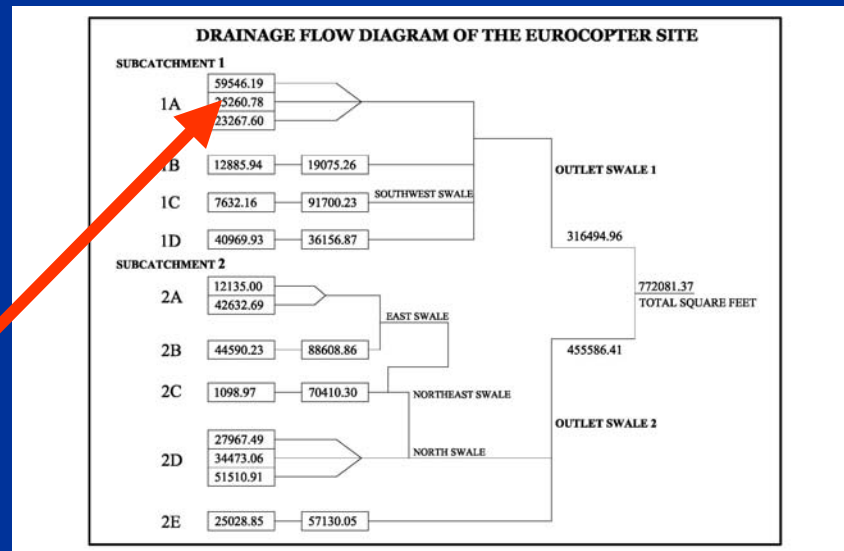 DRAINAGE FLOW DIAGRAM OF THE EUROCOPTER SITE
SUBCATCHMENT 1
1A
59546.19
25260.78
23267.60
1B 12885.94 19075.26
OUTLET SWALE 1
1C 7632.16 91700.23 SOUTHWEST SWALE
1D 40969.93 36156.87
316494.96
SUBCATCHMENT 2
2A
12135.00
42632.69
772081.37
TOTAL SQUARE FEET
EAST SWALE
2B 44590.23 88608.86
455586.41
2C 1098.97 70410.30 NORTHEAST SWALE
OUTLET SWALE 2
2D
27967.49
34473.06
51510.91
NORTH SWALE
2E 25028.85 57130.05